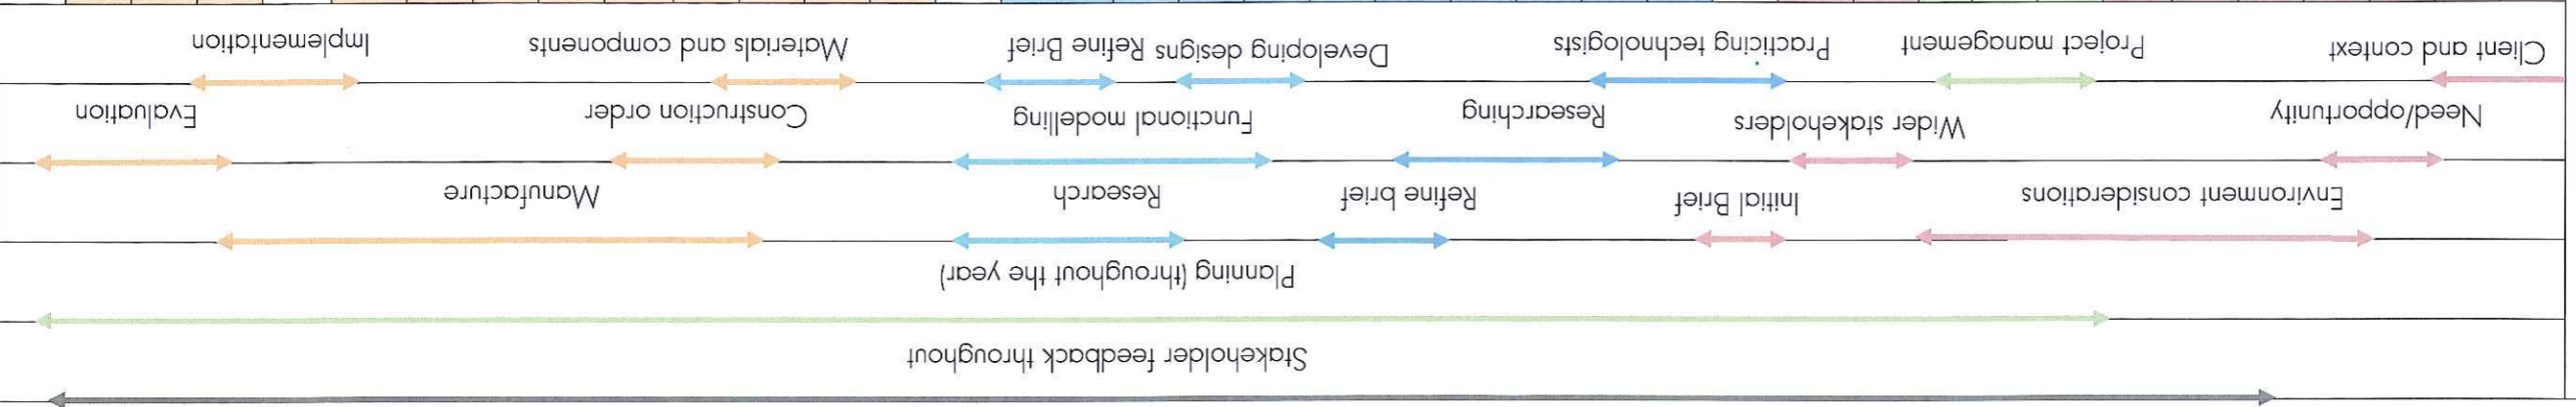 Stakeholder feedback throughout
Planning (throughout the year)
Environment considerations Initial Brief Refine brief Research Manufacture
Need/opportunity Wider stakeholders Researching Functional modelling Construction order Evaluation
Client and context Project management Practicing technologists Developing designs Refine Brief Materials and components Implementation